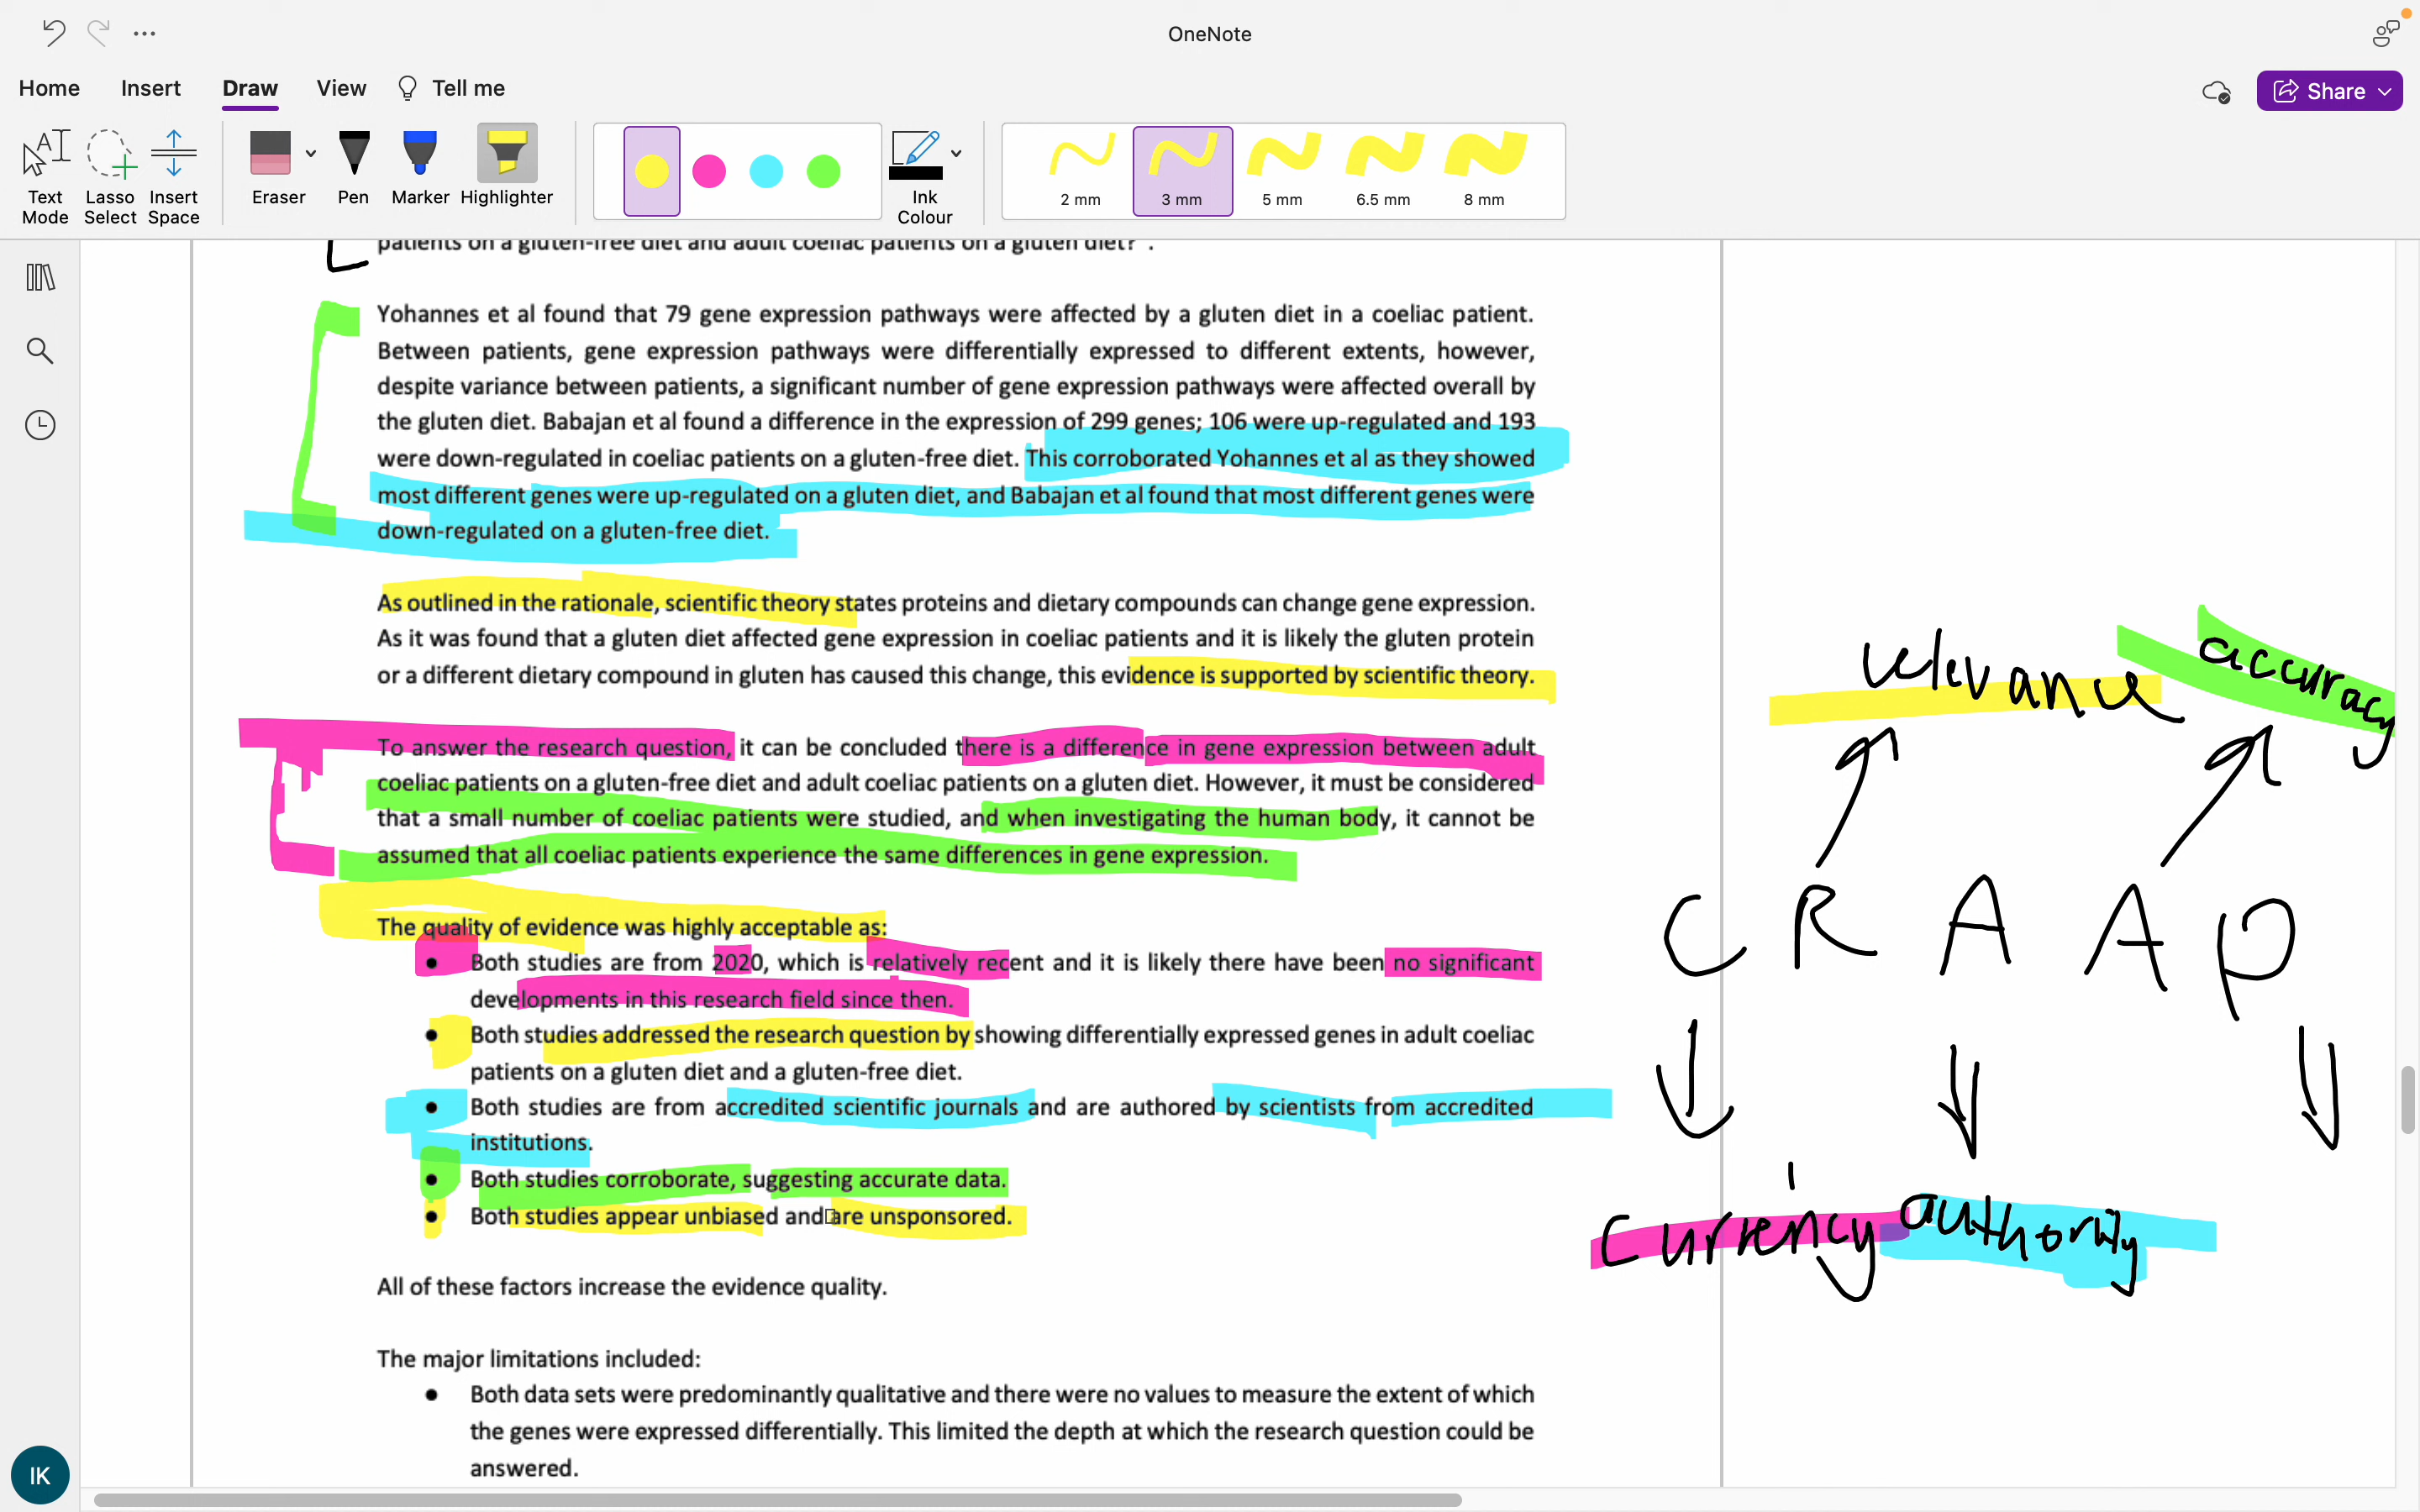 OneNote
Home Insert Draw View Tell me
Share
Text Mode
Lasso Select
Insert Space
Eraser
Pen
Marker
Highlighter
Ink Colour
2 mm
3 mm
5 mm
6.5 mm
8 mm
patients on a gluten-free diet and adult coeliac patients on a gluten diet? .
Yohannes et al found that 79 gene expression pathways were affected by a gluten diet in a coeliac patient.
Between patients, gene expression pathways were differentially expressed to different extents, however,
despite variance between patients, a significant number of gene expression pathways were affected overall by
the gluten diet. Babajan et al found a difference in the expression of 299 genes; 106 were up-regulated and 193
were down-regulated in coeliac patients on a gluten-free diet. This corroborated Yohannes et al as they showed
most different genes were up-regulated on a gluten diet, and Babajan et al found that most different genes were
down-regulated on a gluten-free diet.
As outlined in the rationale, scientific theory states proteins and dietary compounds can change gene expression.
As it was found that a gluten diet affected gene expression in coeliac patients and it is likely the gluten protein
or a different dietary compound in gluten has caused this change, this evidence is supported by scientific theory.
To answer the research question, it can be concluded there is a difference in gene expression between adult
coeliac patients on a gluten-free diet and adult coeliac patients on a gluten diet. However, it must be considered
that a small number of coeliac patients were studied, and when investigating the human body, it cannot be
assumed that all coeliac patients experience the same differences in gene expression.
The quality of evidence was highly acceptable as:
● Both studies are from 2020, which is relatively recent and it is likely there have been no significant
developments in this research field since then.
● Both studies addressed the research question by showing differentially expressed genes in adult coeliac
patients on a gluten diet and a gluten-free diet.
● Both studies are from accredited scientific journals and are authored by scientists from accredited
institutions.
● Both studies corroborate, suggesting accurate data.
● Both studies appear unbiased and are unsponsored.
All of these factors increase the evidence quality.
The major limitations included:
● Both data sets were predominantly qualitative and there were no values to measure the extent of which
the genes were expressed differentially. This limited the depth at which the research question could be
answered.
relevance accuracy
C R A A P
currency authority
IK